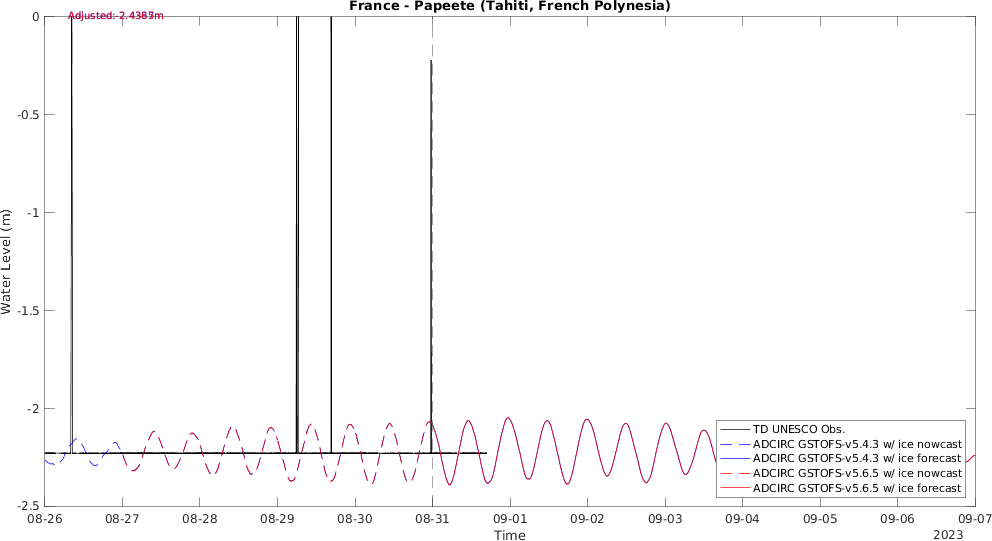 France - Papeete (Tahiti, French Polynesia)
Water Level (m)
0
-0.5
-1
-1.5
-2
-2.5
08-26 08-27 08-28 08-29 08-30 08-31 09-01 09-02 09-03 09-04 09-05 09-06 09-07
Time
2023
TD UNESCO Obs.
ADCIRC GSTOFS-v5.4.3 w/ ice nowcast
ADCIRC GSTOFS-v5.4.3 w/ ice forecast
ADCIRC GSTOFS-v5.6.5 w/ ice nowcast
ADCIRC GSTOFS-v5.6.5 w/ ice forecast
Adjusted: